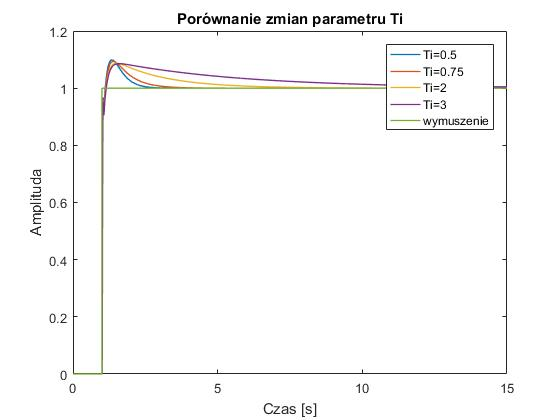 Porównanie zmian parametru Ti
1.2
1
0.8
0.6
0.4
0.2
0
Amplituda
Ti=0.5
Ti=0.75
Ti=2
Ti=3
wymuszenie
0
5
10
15
Czas [s]